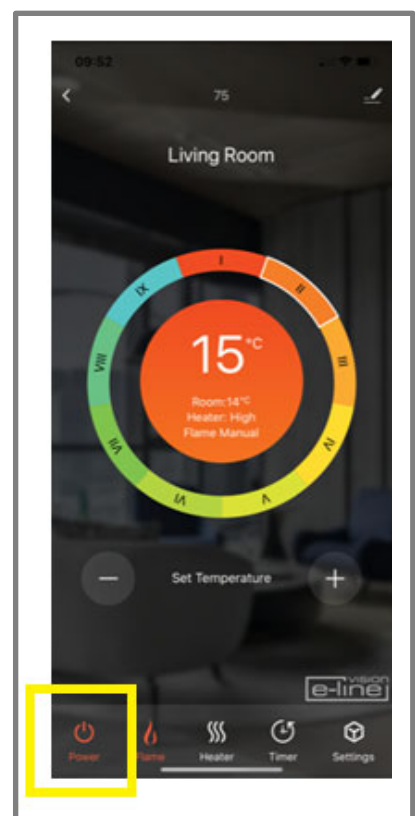 09:52
75
Living Room
I
II
III
IV
V
VI
VII
VIII
IX
15°C
Room:14°C
Heater: High
Flame Manual
Set Temperature
vision
e-line
Power
Flame
Heater
Timer
Settings